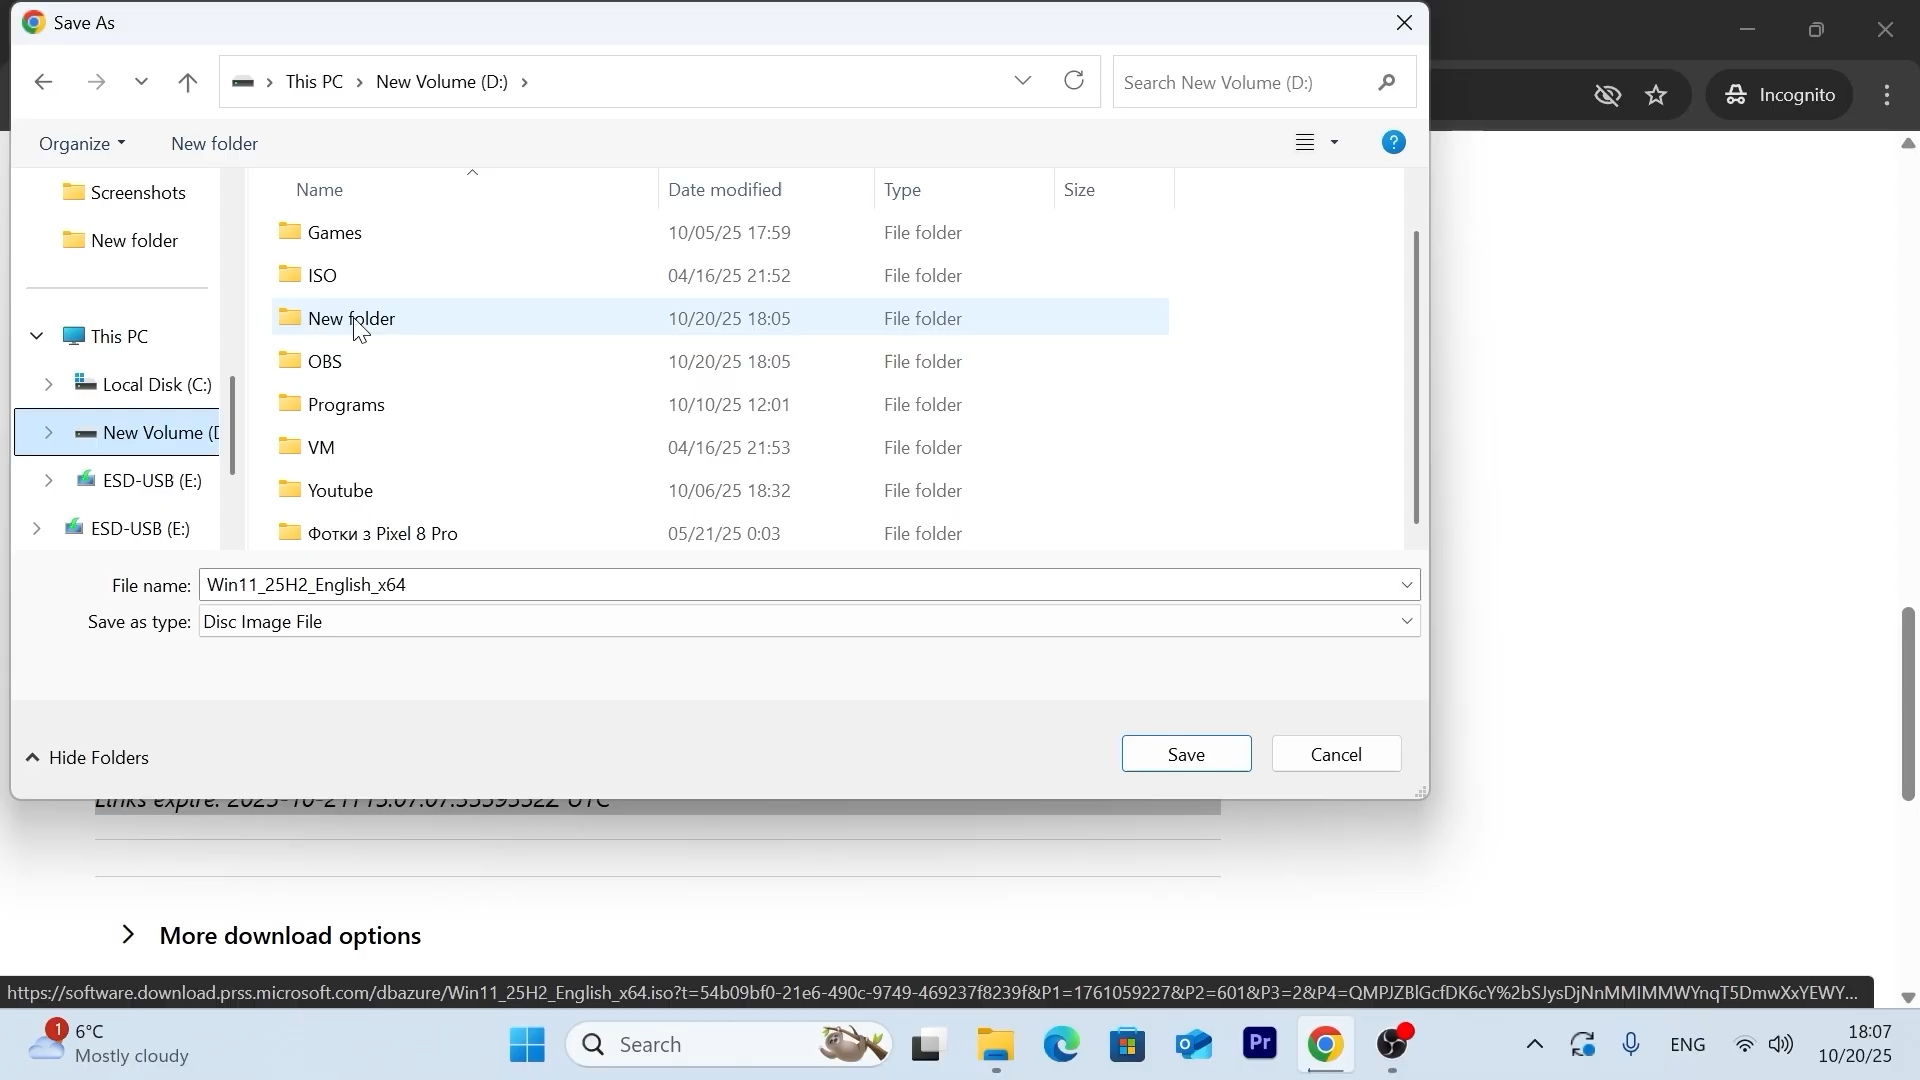 Save As
This PC > New Volume (D:) >
Search New Volume (D:)
Incognito
Organize
New folder
?
Name
Date modified
Type
Size
Screenshots
New folder
This PC
Local Disk (C:)
New Volume (D
ESD-USB (E:)
ESD-USB (E:)
Games 10/05/25 17:59 File folder
ISO 04/16/25 21:52 File folder
New folder 10/20/25 18:05 File folder
OBS 10/20/25 18:05 File folder
Programs 10/10/25 12:01 File folder
VM 04/16/25 21:53 File folder
Youtube 10/06/25 18:32 File folder
Фотки з Pixel 8 Pro 05/21/25 0:03 File folder
File name: Win11_25H2_English_x64
Save as type: Disc Image File
Hide Folders
Save
Cancel
Links expire: UTC
More download options
https://software.download.prss.microsoft.com/dbazure/Win11_25H2_English_x64.iso?t=54b09bf0-21e6-490c-9749-469237f8239f&P1=1761059227&P2=601&P3=2&P4=QMPJZBlGcfDK6cY%2bSJysDjNnMMIMMWYnqT5DmwXxYEWY...
1
6°C
Mostly cloudy
Search
Pr
ENG
18:07
10/20/25